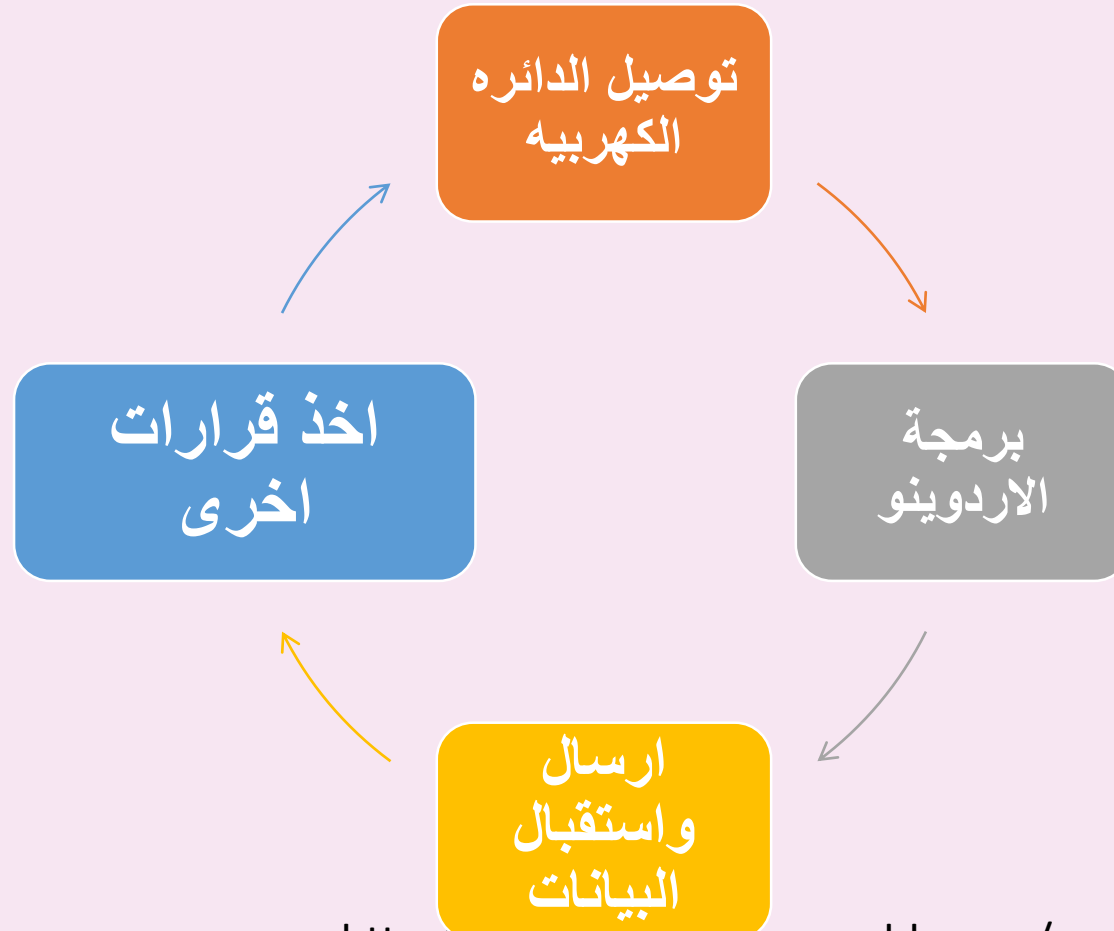 توصيل الدائره
الكهربيه
برمجة
الاردوينو
ارسال
واستقبال
البيانات
اخذ قرارات
اخرى